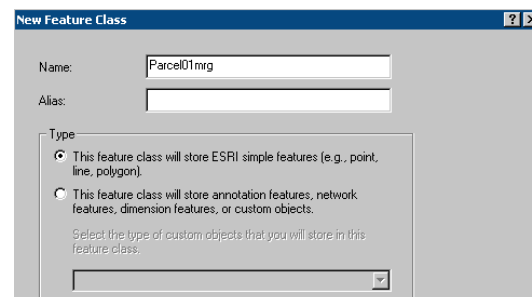 New Feature Class
Name:
Parcel01mrg
Alias:
Type
This feature class will store ESRI simple features (e.g., point,
line, polygon).
This feature class will store annotation features, network
features, dimension features, or custom objects.
Select the type of custom objects that you will store in this
feature class.